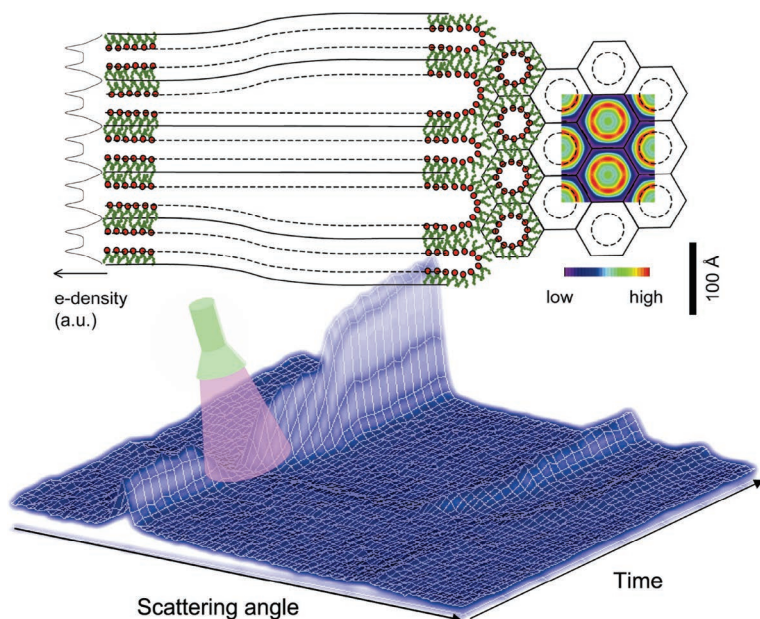 e-density
(a.u.)
low high
100 Å
Scattering angle
Time